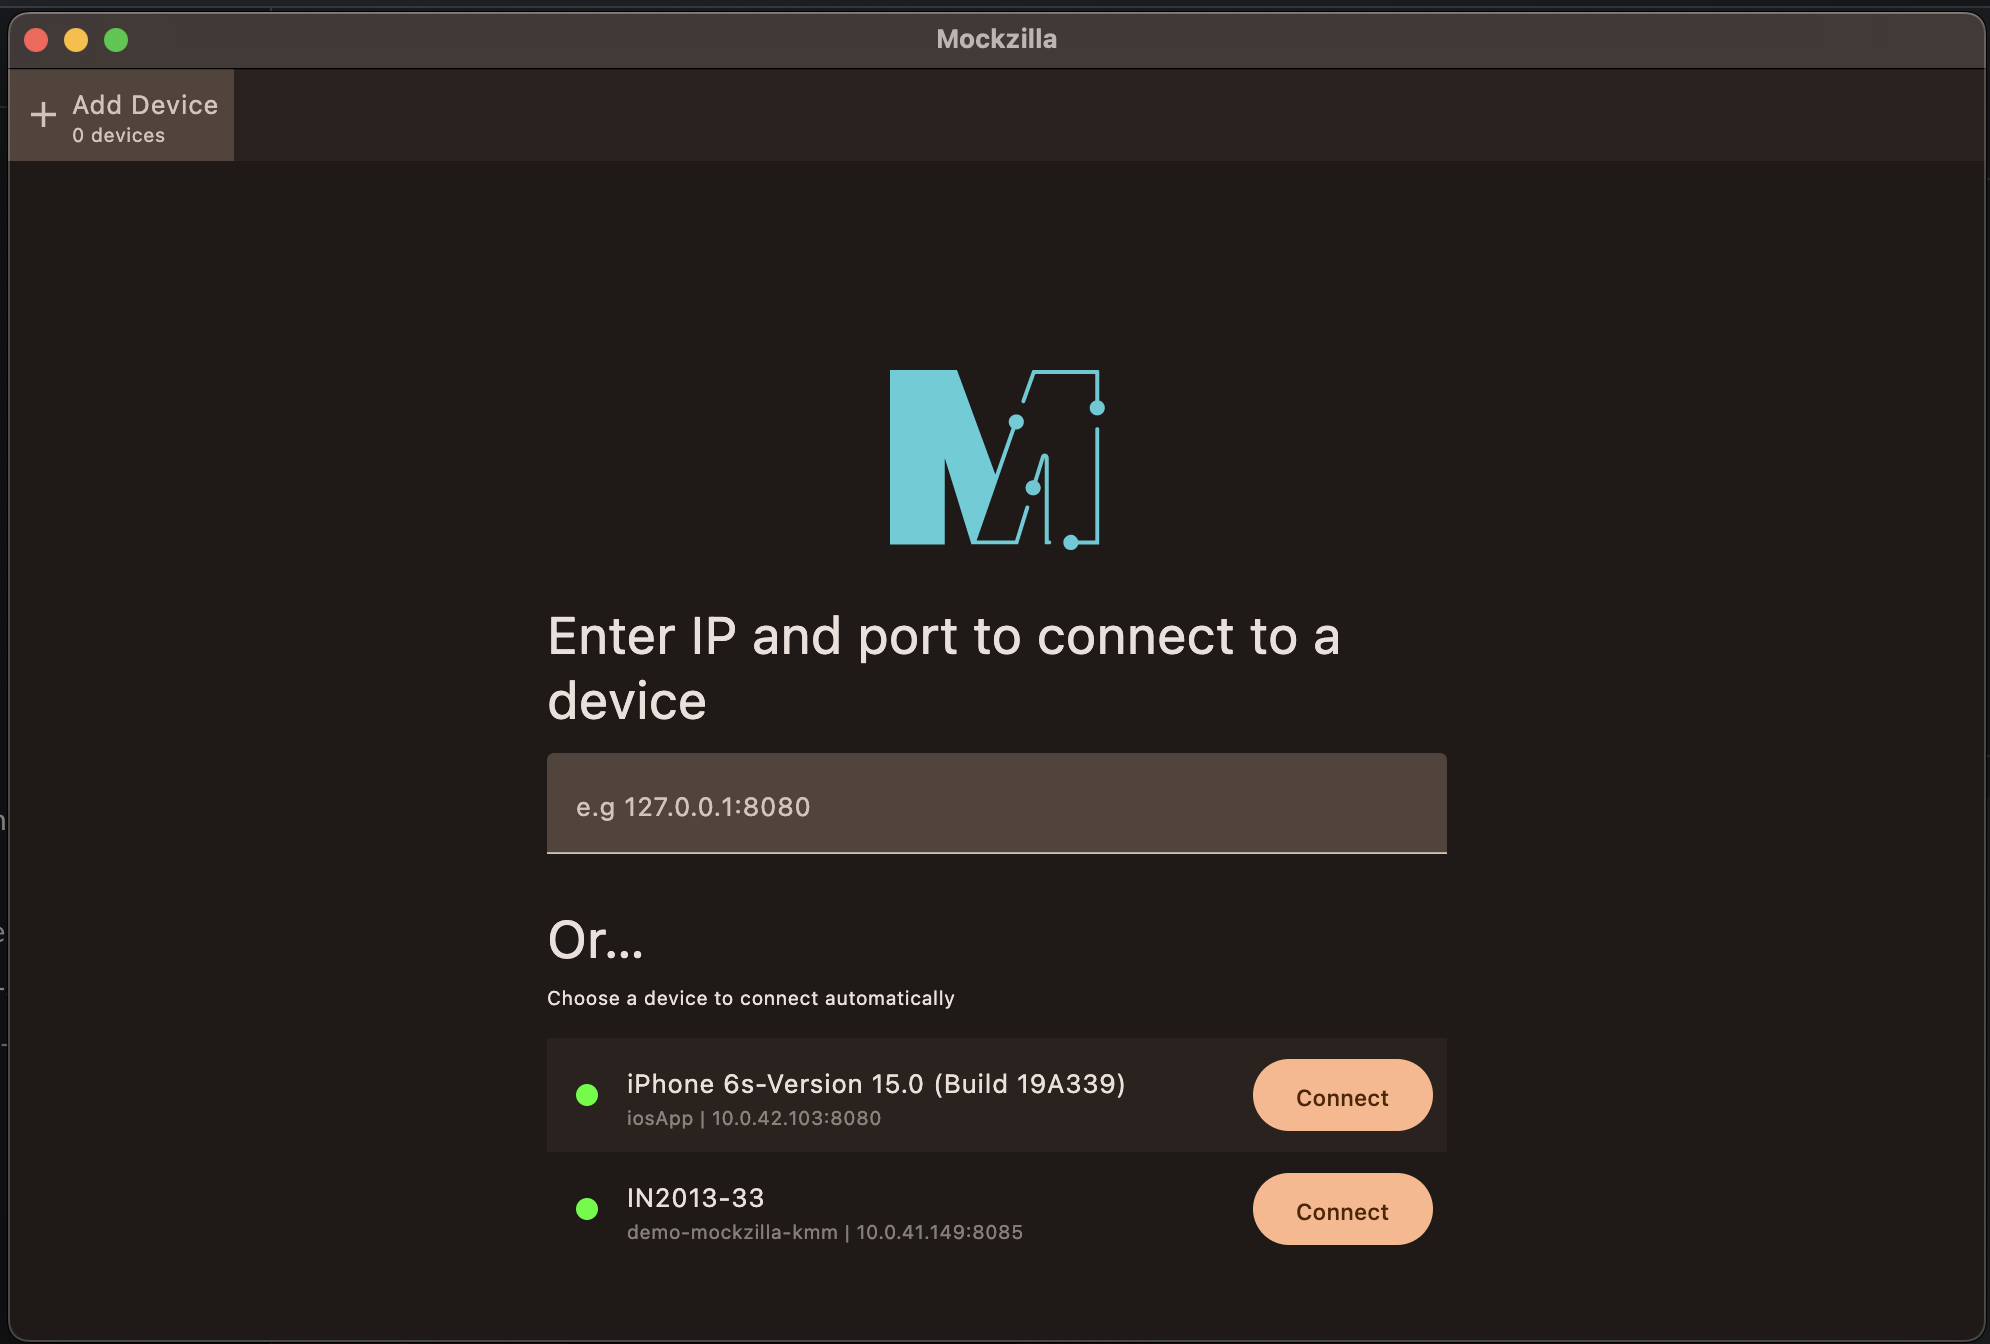 Mockzilla
Add Device
0 devices
Enter IP and port to connect to a
device
e.g 127.0.0.1:8080
Or...
Choose a device to connect automatically
iPhone 6s-Version 15.0 (Build 19A339)
iosApp | 10.0.42.103:8080
Connect
IN2013-33
demo-mockzilla-kmm | 10.0.41.149:8085
Connect